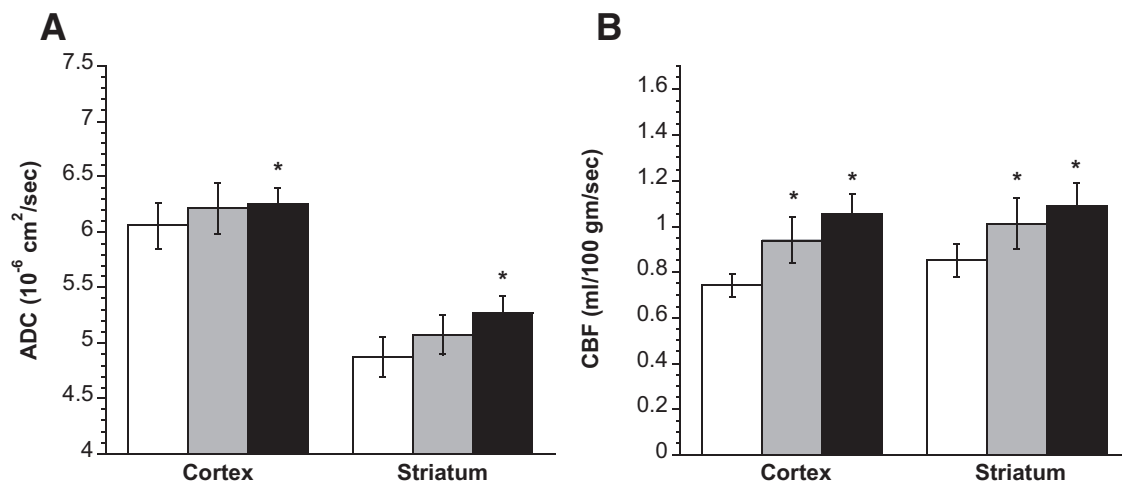 A
7.5
7
6.5
6
5.5
5
4.5
4
ADC (10⁻⁶ cm²/sec)
*
*
Cortex
Striatum
B
1.6
1.4
1.2
1
0.8
0.6
0.4
0.2
0
CBF (ml/100 gm/sec)
*
*
*
*
Cortex
Striatum